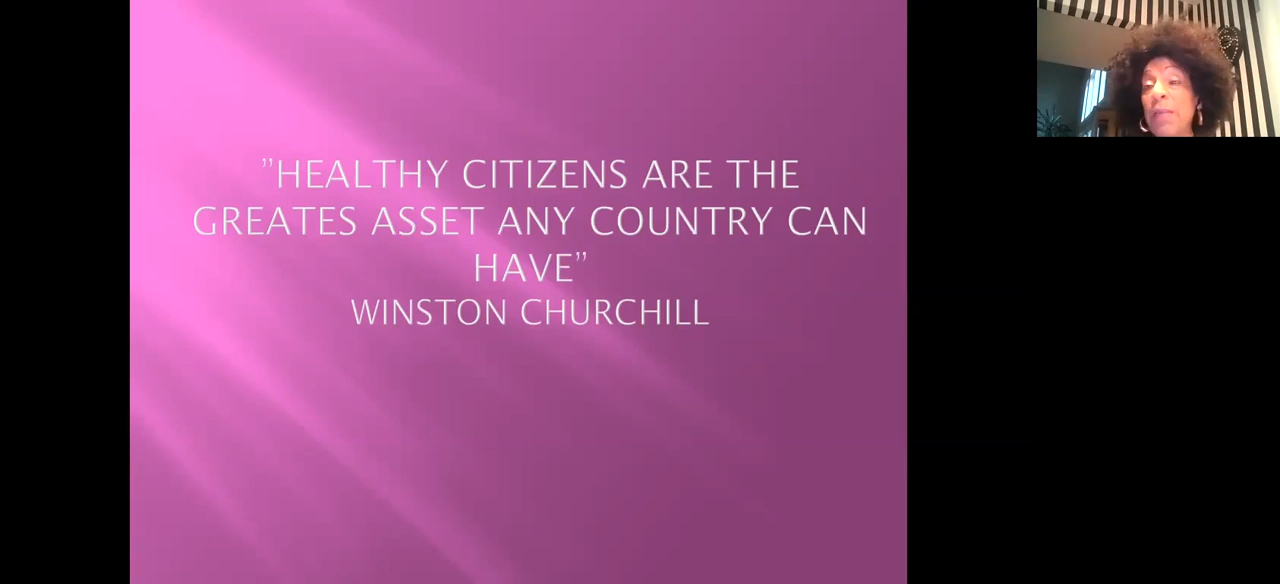 ”HEALTHY CITIZENS ARE THE
GREATES ASSET ANY COUNTRY CAN
HAVE”
WINSTON CHURCHILL